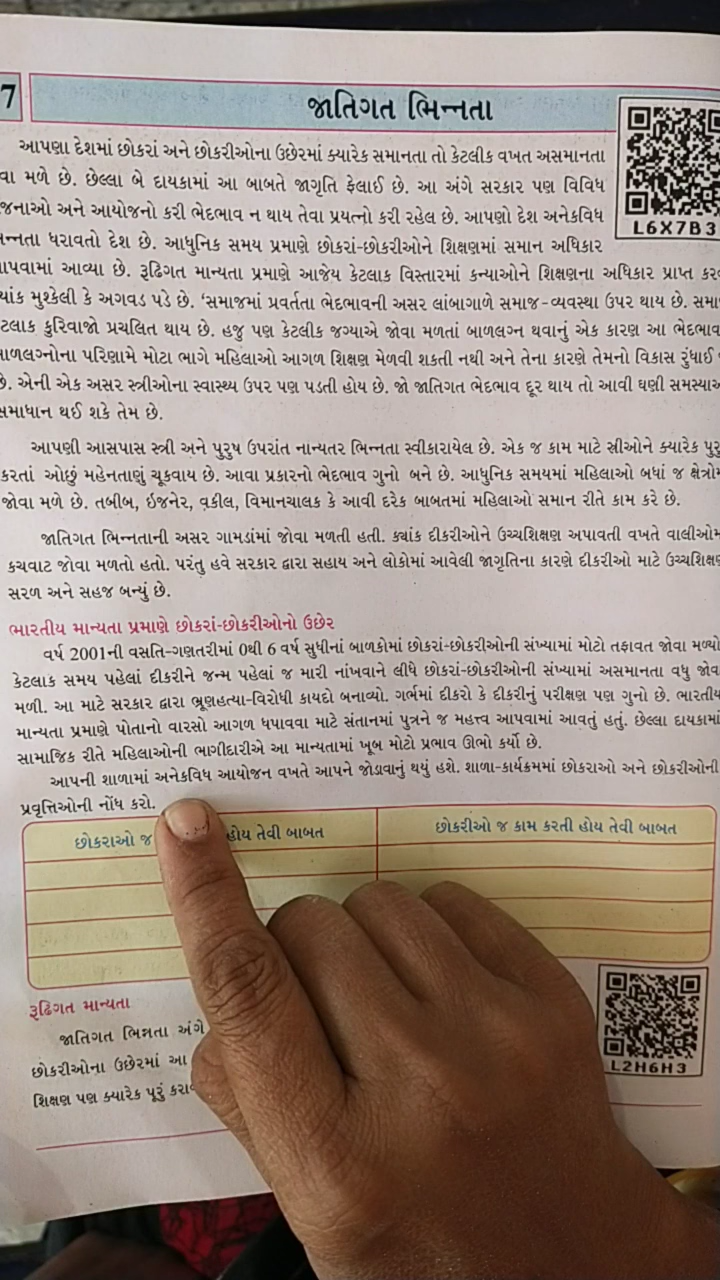 7
જાતિગત ભિન્નતા
L6X7B3
આપણા દેશમાં છોકરાં અને છોકરીઓના ઉછેરમાં ક્યારેક સમાનતા તો કેટલીક વખત અસમાનતા
મળે છે. છેલ્લા બે દાયકામાં આ બાબતે જાગૃતિ ફેલાઈ છે. આ અંગે સરકાર પણ વિવિધ
અને આયોજનો કરી ભેદભાવ ન થાય તેવા પ્રયત્નો કરી રહેલ છે. આપણો દેશ અનેકવિધ
ધરાવતો દેશ છે. આધુનિક સમય પ્રમાણે છોકરાં-છોકરીઓને શિક્ષણમાં સમાન અધિકાર
આવ્યા છે. રૂઢિગત માન્યતા પ્રમાણે આજેય કેટલાક વિસ્તારમાં કન્યાઓને શિક્ષણના અધિકાર પ્રાપ્ત
મુશ્કેલી કે અગવડ પડે છે. ‘સમાજમાં પ્રવર્તતા ભેદભાવની અસર લાંબાગાળે સમાજ-વ્યવસ્થા ઉપર થાય છે.
કુરિવાજો પ્રચલિત થાય છે. હજુ પણ કેટલીક જગ્યાએ જોવા મળતાં બાળલગ્ન થવાનું એક કારણ આ
પરિણામે મોટા ભાગે મહિલાઓ આગળ શિક્ષણ મેળવી શકતી નથી અને તેના કારણે તેમનો વિકાસ રુંધાઈ
છે. એની એક અસર સ્ત્રીઓના સ્વાસ્થ્ય ઉપર પણ પડતી હોય છે. જો જાતિગત ભેદભાવ દૂર થાય તો આવી ઘણી
સમાધાન થઈ શકે તેમ છે.
આપણી આસપાસ સ્ત્રી અને પુરુષ ઉપરાંત નાન્યતર ભિન્નતા સ્વીકારાયેલ છે. એક જ કામ માટે સ્ત્રીઓને ક્યારેક
કરતાં ઓછું મહેનતાણું ચૂકવાય છે. આવા પ્રકારનો ભેદભાવ ગુનો બને છે. આધુનિક સમયમાં મહિલાઓ બધાં જ
જોવા મળે છે. તબીબ, ઇજનેર, વકીલ, વિમાનચાલક કે આવી દરેક બાબતમાં મહિલાઓ સમાન રીતે કામ કરે છે.
જાતિગત ભિન્નતાની અસર ગામડાંમાં જોવા મળતી હતી. ક્યાંક દીકરીઓને ઉચ્ચશિક્ષણ અપાવતી વખતે
કચવાટ જોવા મળતો હતો. પરંતુ હવે સરકાર દ્વારા સહાય અને લોકોમાં આવેલી જાગૃતિના કારણે દીકરીઓ માટે
સરળ અને સહજ બન્યું છે.
ભારતીય માન્યતા પ્રમાણે છોકરાં-છોકરીઓનો ઉછેર
વર્ષ 2001ની વસતિ-ગણતરીમાં 0થી 6 વર્ષ સુધીનાં બાળકોમાં છોકરાં-છોકરીઓની સંખ્યામાં મોટો તફાવત જોવા મળ્યો
કેટલાક સમય પહેલાં દીકરીને જન્મ પહેલાં જ મારી નાંખવાને લીધે છોકરાં-છોકરીઓની સંખ્યામાં અસમાનતા વધુ
મળી. આ માટે સરકાર દ્વારા ભ્રૂણહત્યા-વિરોધી કાયદો બનાવ્યો. ગર્ભમાં દીકરો કે દીકરીનું પરીક્ષણ પણ ગુનો છે. ભારતીય
માન્યતા પ્રમાણે પોતાનો વારસો આગળ ધપાવવા માટે સંતાનમાં પુત્રને જ મહત્ત્વ આપવામાં આવતું હતું. છેલ્લા દાયકામાં
સામાજિક રીતે મહિલાઓની ભાગીદારીએ આ માન્યતામાં ખૂબ મોટો પ્રભાવ ઊભો કર્યો છે.
આપની શાળામાં અનેકવિધ આયોજન વખતે આપને જોડાવાનું થયું હશે. શાળા-કાર્યક્રમમાં છોકરાઓ અને છોકરીઓની
પ્રવૃત્તિઓની નોંધ કરો.
છોકરાઓ જ હોય તેવી બાબત
છોકરીઓ જ કામ કરતી હોય તેવી બાબત
રૂઢિગત માન્યતા
જાતિગત ભિન્નતા અંગે
છોકરીઓના ઉછેરમાં આ
શિક્ષણ પણ ક્યારેક પૂરું
L2H6H3